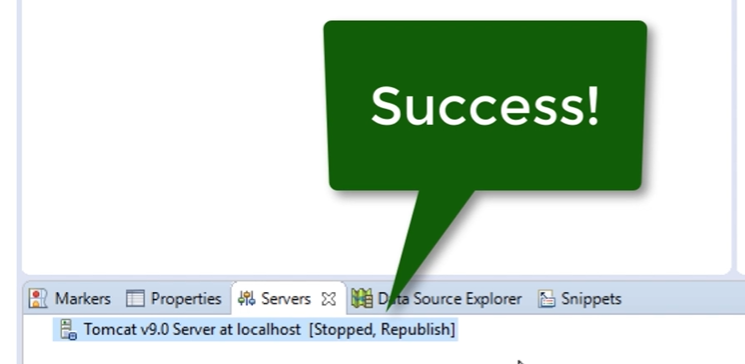 Success!
Markers Properties Servers Data Source Explorer Snippets
Tomcat v9.0 Server at localhost [Stopped, Republish]